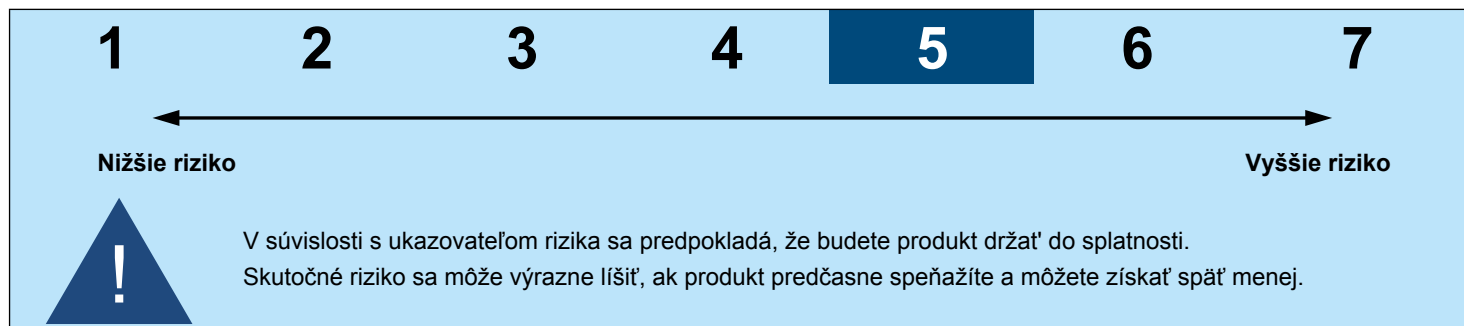 1 2 3 4 5 6 7
Nižšie riziko Vyššie riziko
!
V súvislosti s ukazovateľom rizika sa predpokladá, že budete produkt držat' do splatnosti.
Skutočné riziko sa môže výrazne líšiť, ak produkt predčasne speňažíte a môžete získať späť menej.